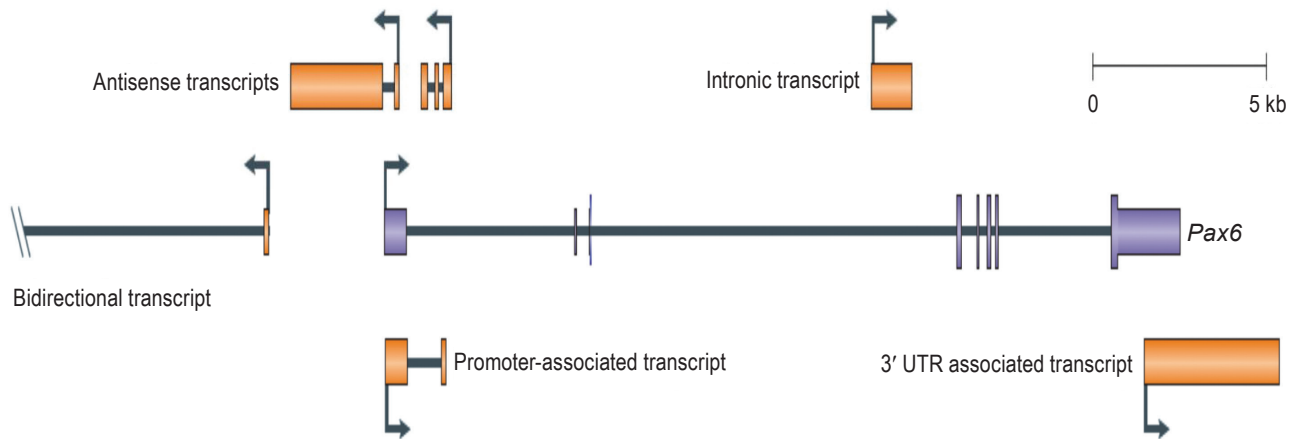 Antisense transcripts
Intronic transcript
0 5 kb
Pax6
Bidirectional transcript
Promoter-associated transcript
3′ UTR associated transcript